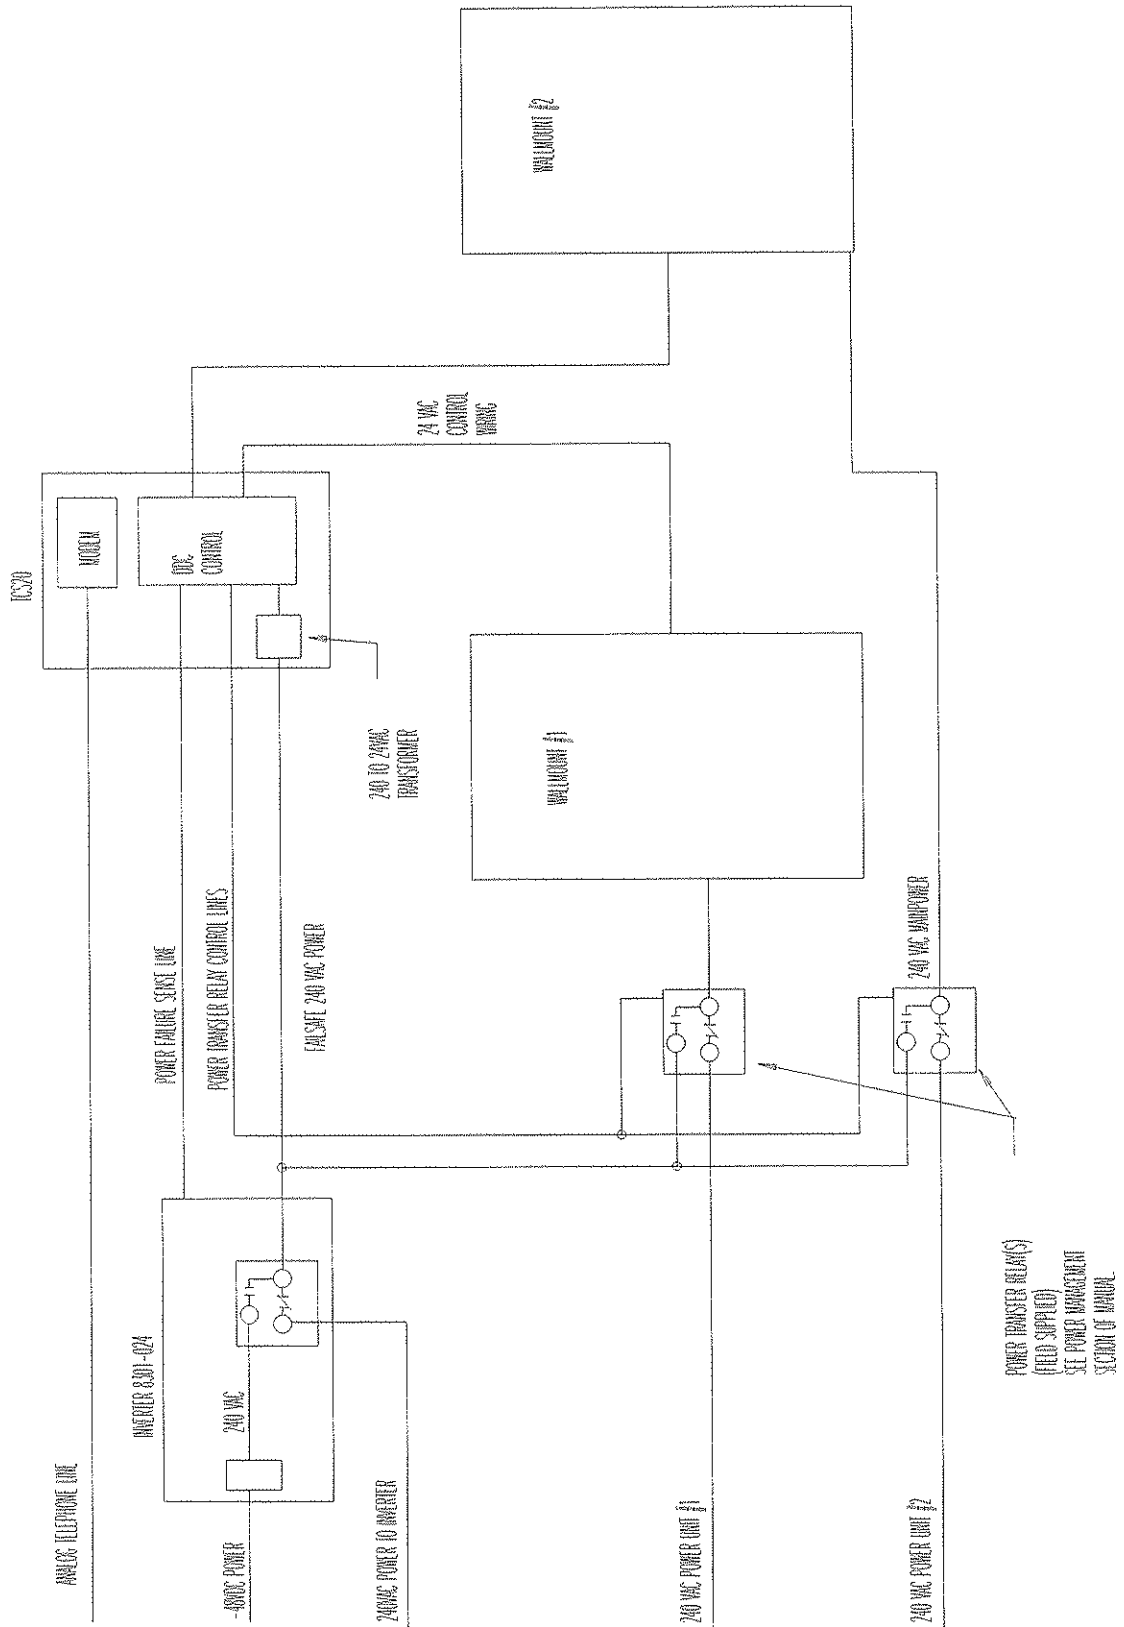 ANALOG TELEPHONE LINE
TCS20
MODEM
INVERTER 8301-024
POWER FAILURE SENSE LINE
DDC
CONTROL
-48VDC POWER
240 VAC
POWER TRANSFER RELAY CONTROL LINES
FAILSAFE 240 VAC POWER
240VAC POWER TO INVERTER
240 TO 24VAC
TRANSFORMER
24 VAC
CONTROL
WIRING
WALLMOUNT #2
WALLMOUNT #1
240 VAC POWER UNIT #1
240 VAC POWER UNIT #2
240 VAC MAINPOWER
POWER TRANSFER RELAY(S)
(FIELD SUPPLIED)
SEE POWER MANAGEMENT
SECTION OF MANUAL.